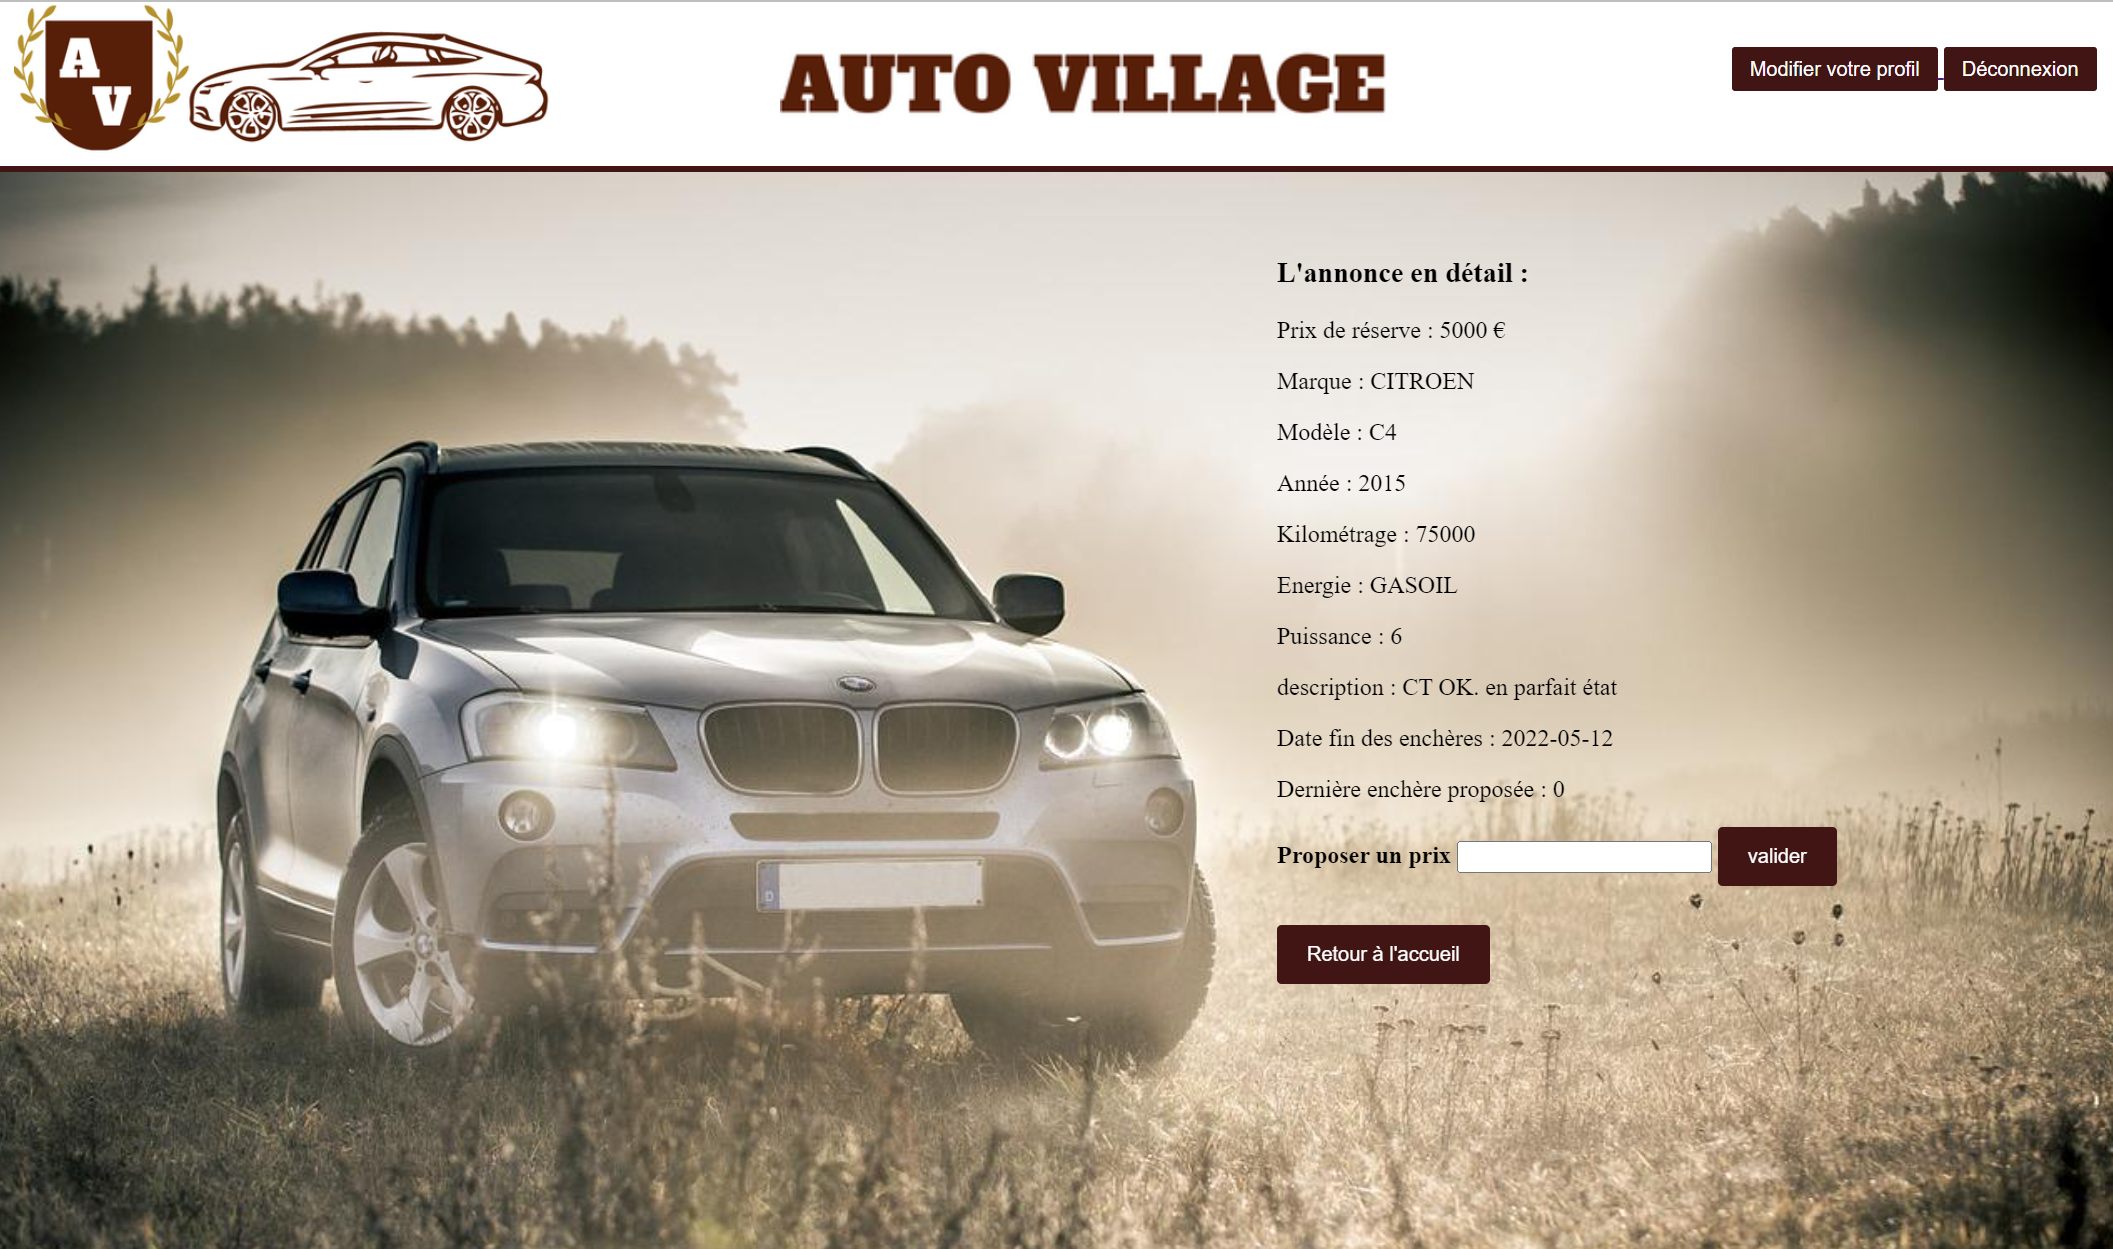 A
V
AUTO VILLAGE
Modifier votre profil
Déconnexion
L'annonce en détail :
Prix de réserve : 5000 €
Marque : CITROEN
Modèle : C4
Année : 2015
Kilométrage : 75000
Energie : GASOIL
Puissance : 6
description : CT OK. en parfait état
Date fin des enchères : 2022-05-12
Dernière enchère proposée : 0
Proposer un prix
valider
D
Retour à l'accueil